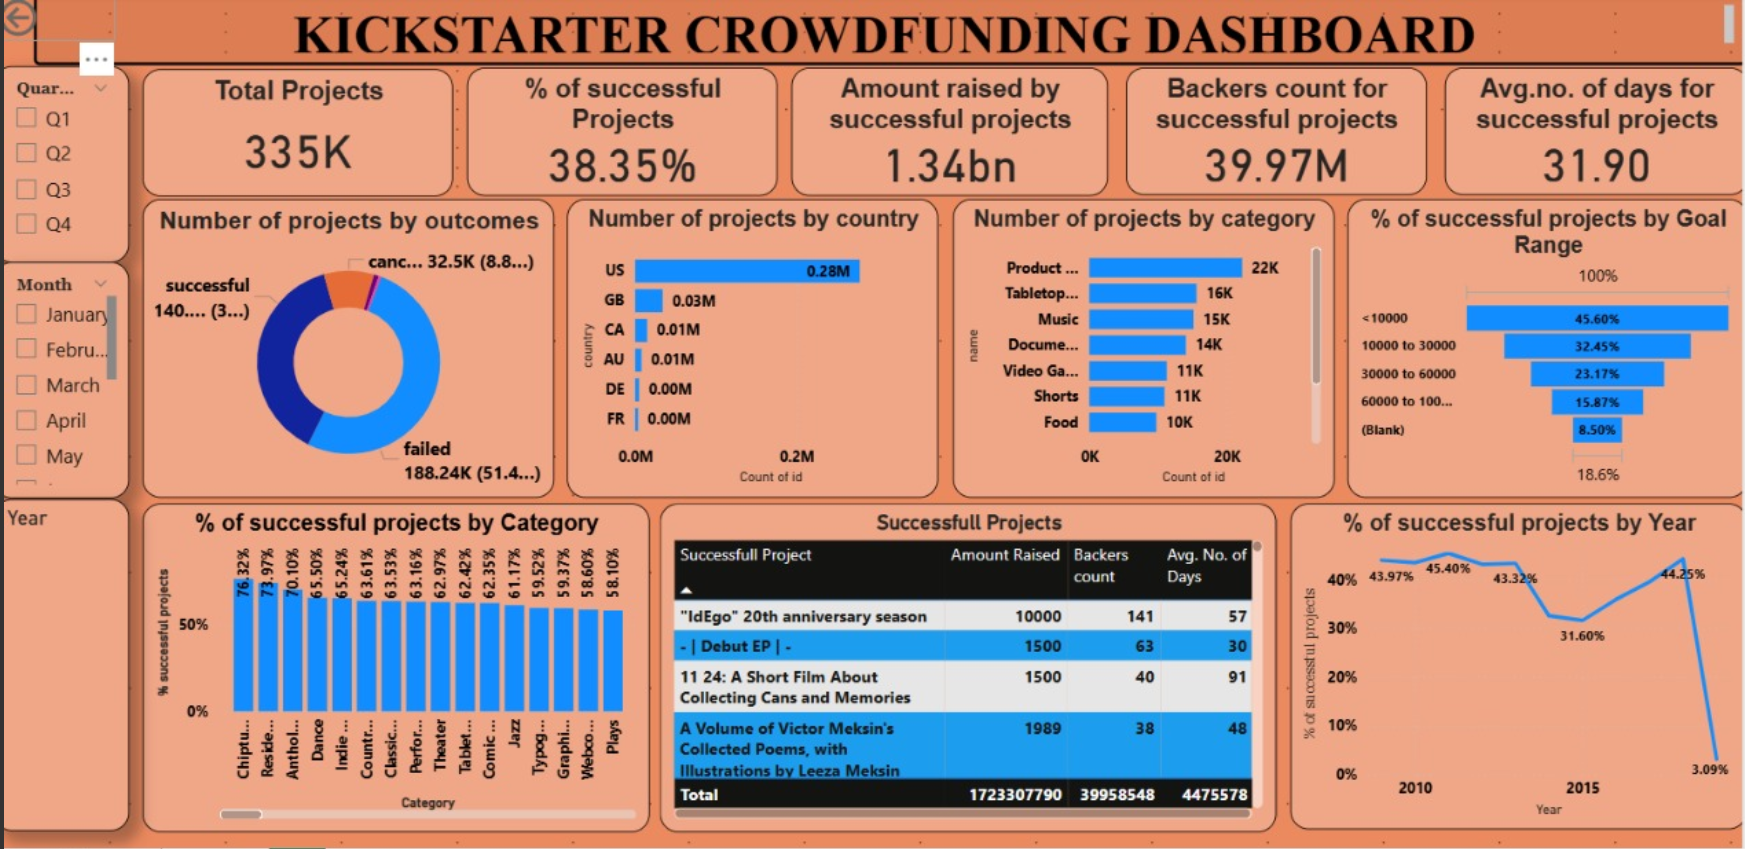 KICKSTARTER CROWDFUNDING DASHBOARD
...
Quar...
Q1
Q2
Q3
Q4
Month
January
Febru...
March
April
May
Year
Total Projects
335K
% of successful
Projects
38.35%
Amount raised by
successful projects
1.34bn
Backers count for
successful projects
39.97M
Avg.no. of days for
successful projects
31.90
Number of projects by outcomes
canc... 32.5K (8.8...)
successful
140.... (3...)
failed
188.24K (51.4...)
Number of projects by country
country
US 0.28M
GB 0.03M
CA 0.01M
AU 0.01M
DE 0.00M
FR 0.00M
0.0M 0.2M
Count of id
Number of projects by category
name
Product ... 22K
Tabletop... 16K
Music 15K
Docume... 14K
Video Ga... 11K
Shorts 11K
Food 10K
0K 20K
Count of id
% of successful projects by Goal
Range
100%
<10000 45.60%
10000 to 30000 32.45%
30000 to 60000 23.17%
60000 to 100... 15.87%
(Blank) 8.50%
18.6%
% of successful projects by Category
% successful projects
50%
0%
76.32% 73.97% 70.10% 65.50% 65.24% 63.61% 63.53% 63.16% 62.97% 62.42% 62.35% 61.17% 59.52% 59.37% 58.60% 58.10%
Chiptu... Reside... Anthol... Dance Indie ... Countr... Classic... Perfor... Theater Tablet... Comic ... Jazz Typog... Graphi... Webco... Plays
Category
Successfull Projects
Successfull Project Amount Raised Backers Avg. No. of
count Days
"IdEgo" 20th anniversary season 10000 141 57
- | Debut EP | - 1500 63 30
11 24: A Short Film About 1500 40 91
Collecting Cans and Memories
A Volume of Victor Meksin's 1989 38 48
Collected Poems, with
Illustrations by Leeza Meksin
Total 1723307790 39958548 4475578
% of successful projects by Year
% of successful projects
40%
30%
20%
10%
0%
43.97%
45.40%
43.32%
31.60%
44.25%
3.09%
2010 2015
Year